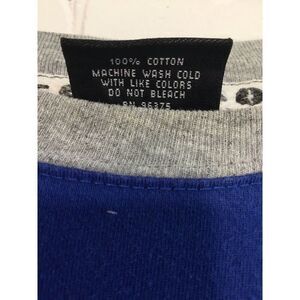 100% COTTON
MACHINE WASH COLD
WITH LIKE COLORS
DO NOT BLEACH
RN 96375